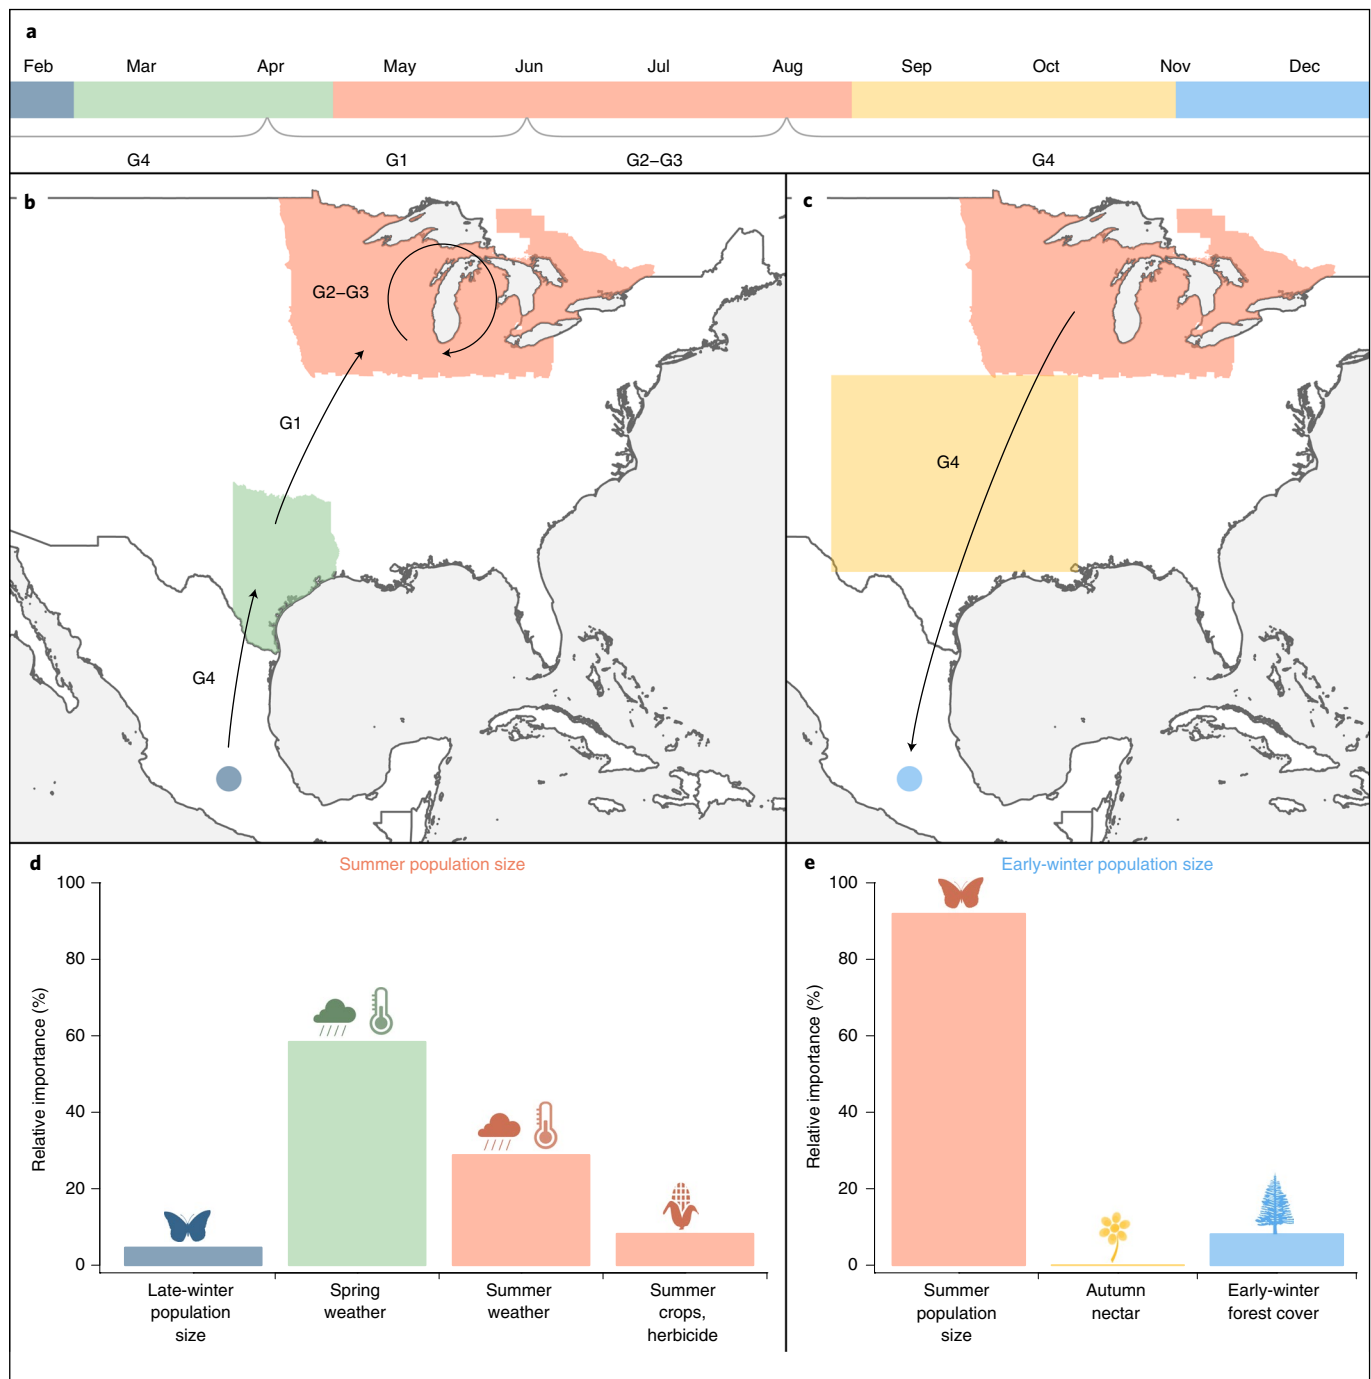 a
Feb Mar Apr May Jun Jul Aug Sep Oct Nov Dec
G4 G1 G2–G3 G4
b
G2–G3
G1
G4
c
G4
d
Summer population size
Relative importance (%)
100
80
60
40
20
0
Late-winter
population
size
Spring
weather
Summer
weather
Summer
crops,
herbicide
e
Early-winter population size
Relative importance (%)
100
80
60
40
20
0
Summer
population
size
Autumn
nectar
Early-winter
forest cover